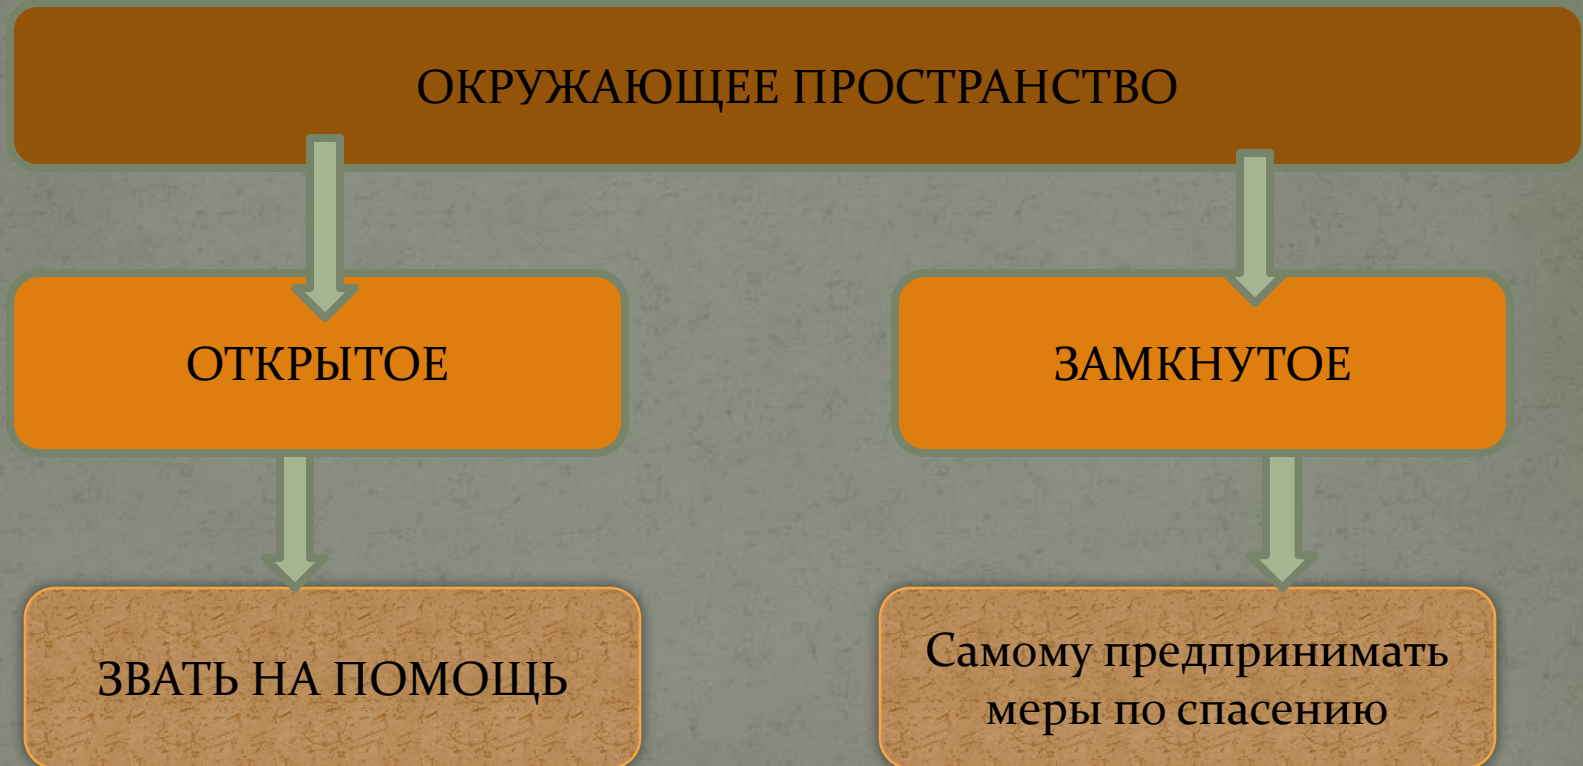 ОКРУЖАЮЩЕЕ ПРОСТРАНСТВО
ОТКРЫТОЕ
ЗАМКНУТОЕ
ЗВАТЬ НА ПОМОЩЬ
Самому предпринимать
меры по спасению